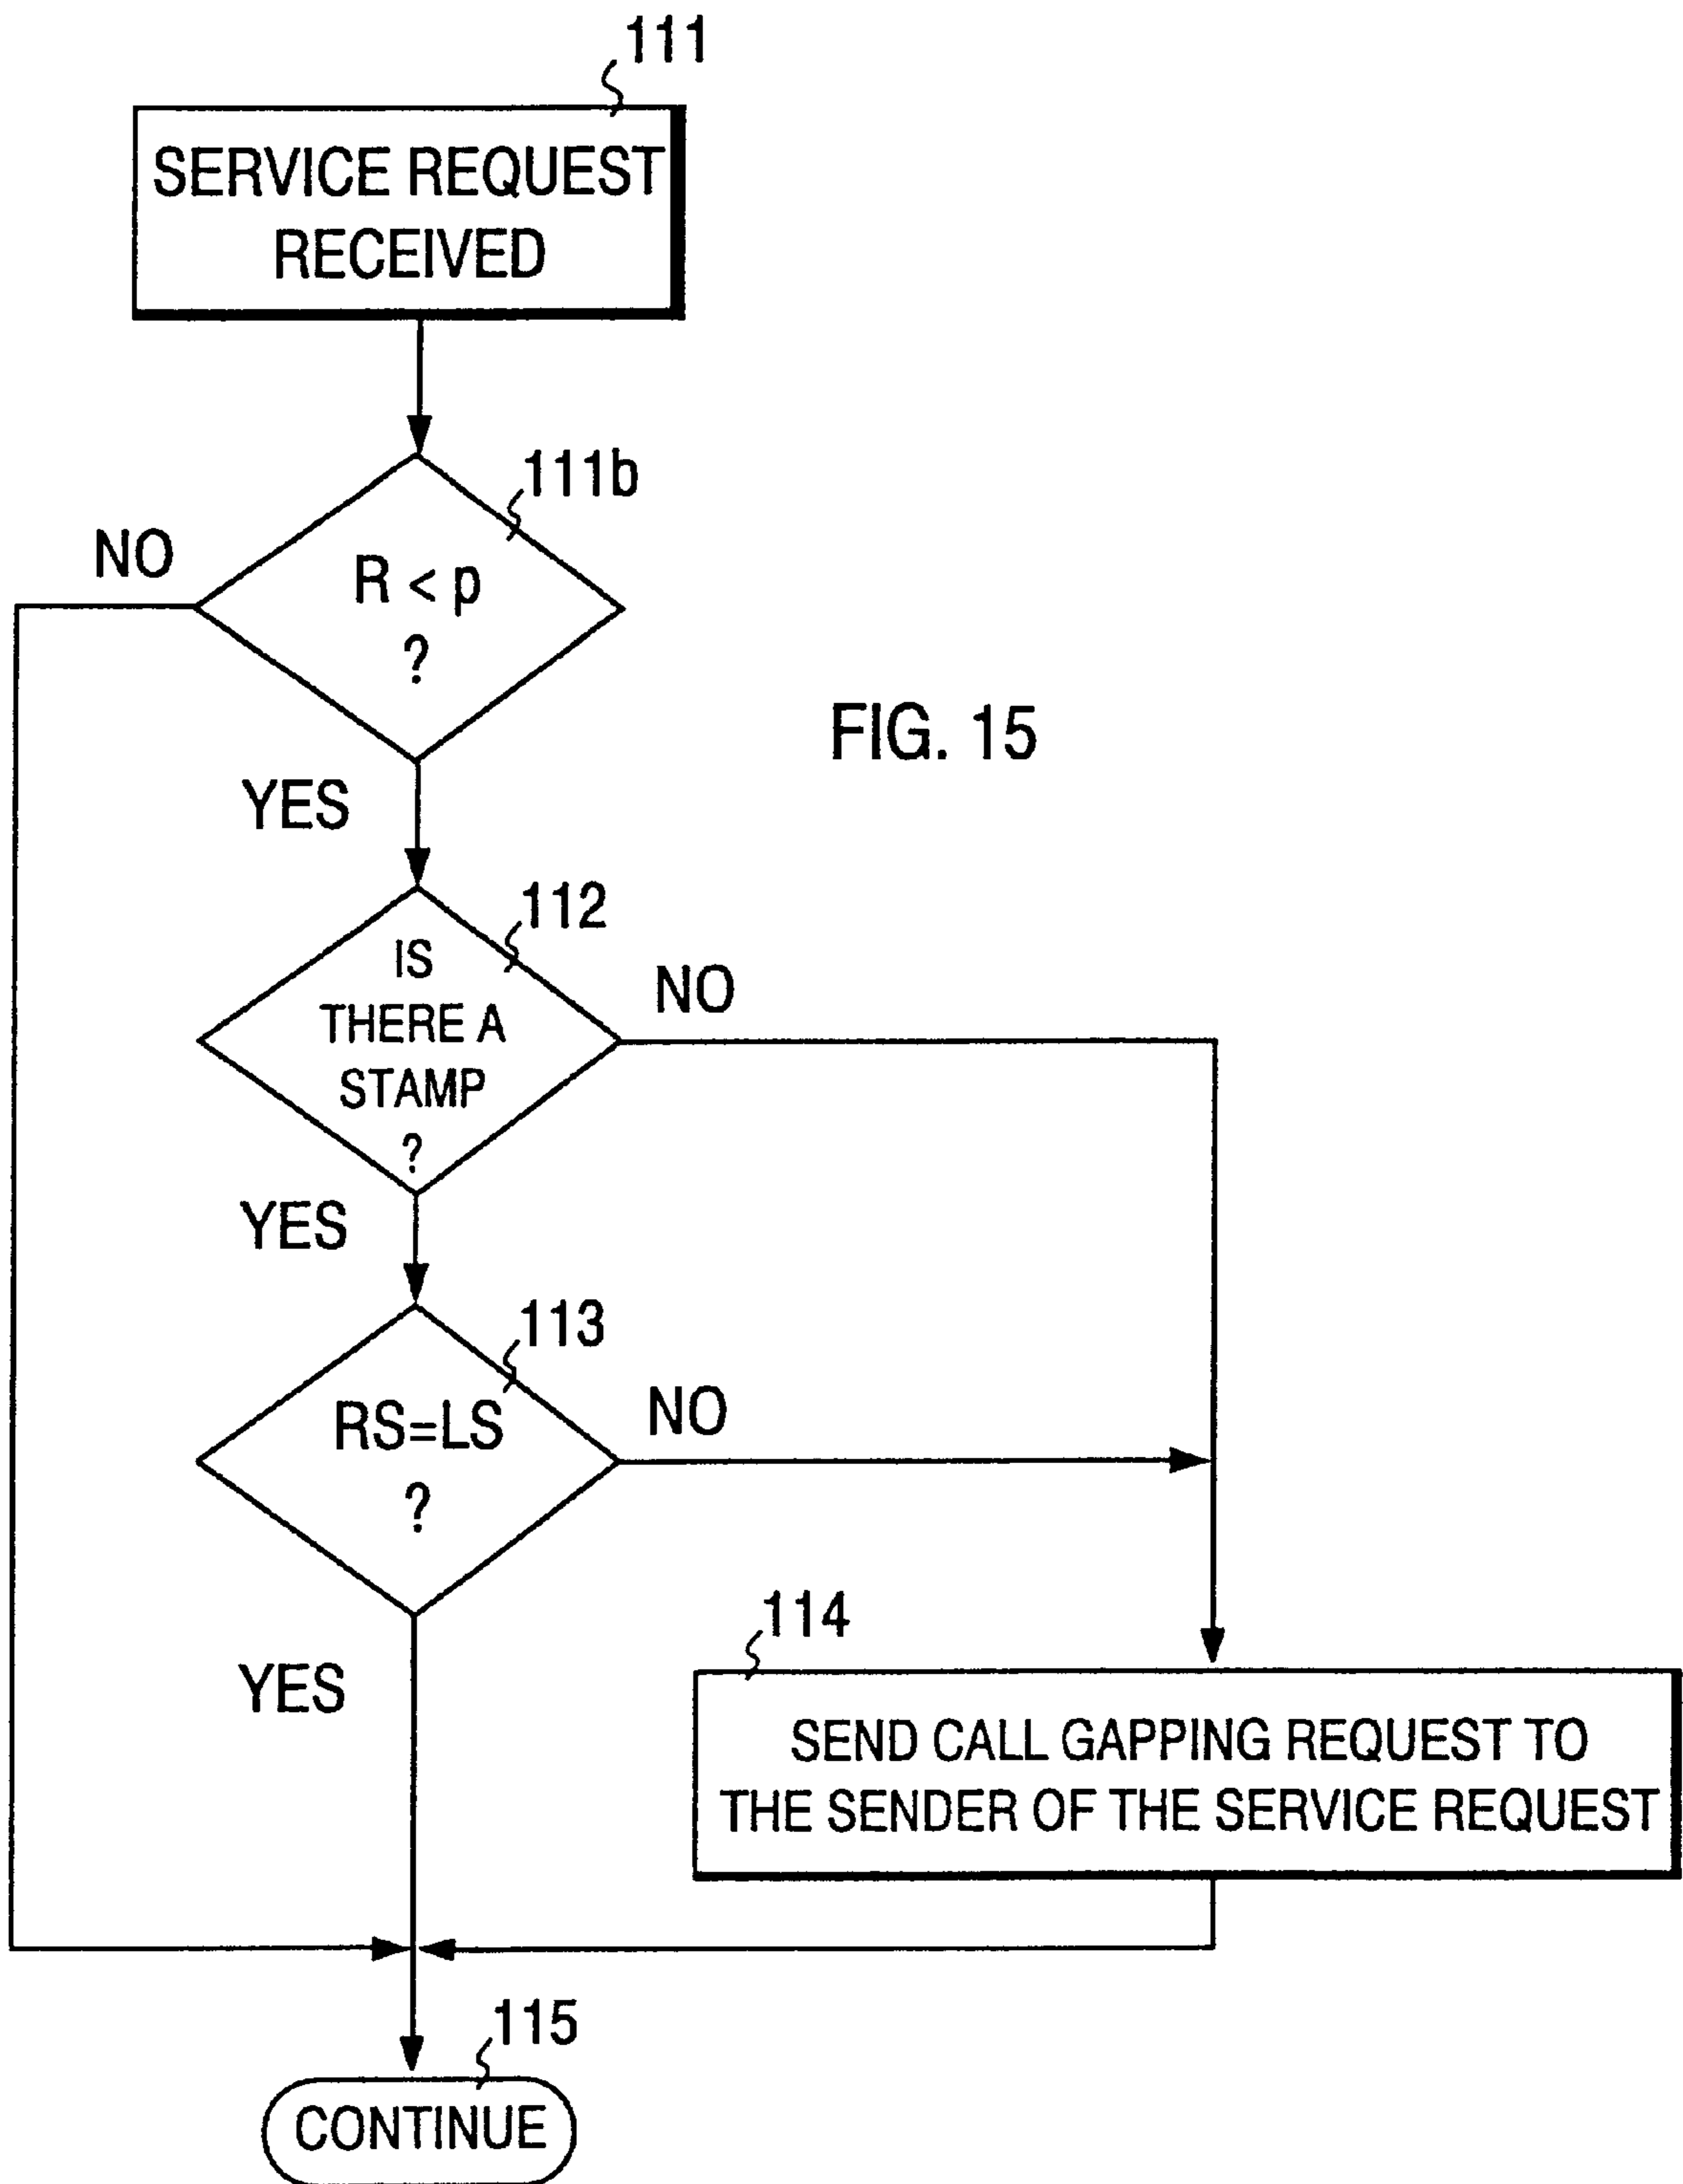 111
SERVICE REQUEST
RECEIVED
111b
NO
R < p
?
FIG. 15
YES
112
IS
THERE A
STAMP
?
NO
YES
113
RS=LS
?
NO
114
YES
SEND CALL GAPPING REQUEST TO
THE SENDER OF THE SERVICE REQUEST
115
CONTINUE